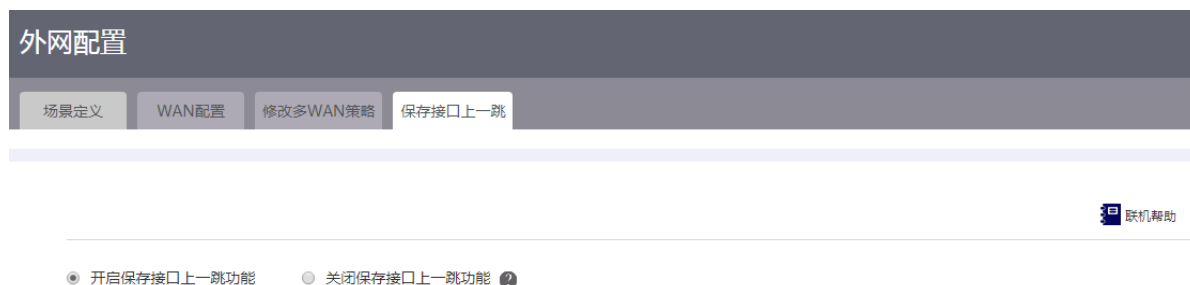 外网配置
场景定义 WAN配置 修改多WAN策略 保存接口上一跳
联机帮助
开启保存接口上一跳功能 关闭保存接口上一跳功能 ?